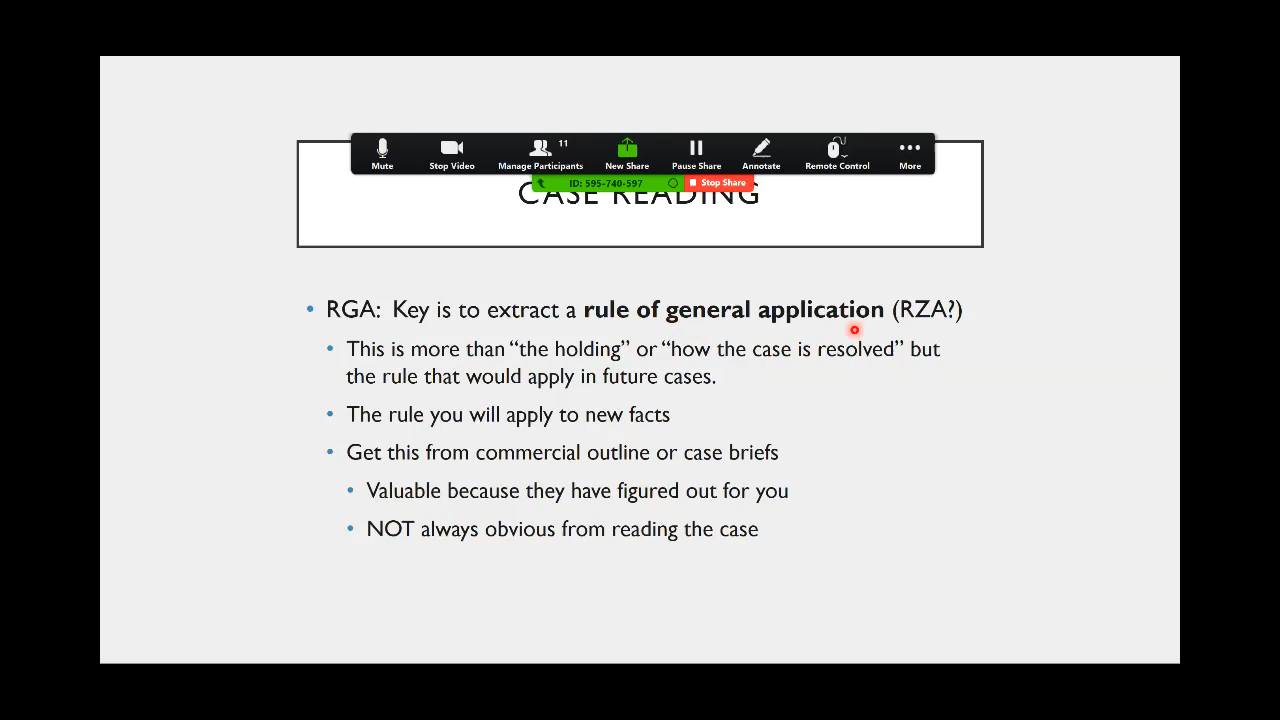 11
Mute Stop Video Manage Participants New Share Pause Share Annotate Remote Control More
ID: 595-740-597 Stop Share
CASE READING
• RGA: Key is to extract a rule of general application (RZA?)
• This is more than “the holding” or “how the case is resolved” but
the rule that would apply in future cases.
• The rule you will apply to new facts
• Get this from commercial outline or case briefs
• Valuable because they have figured out for you
• NOT always obvious from reading the case